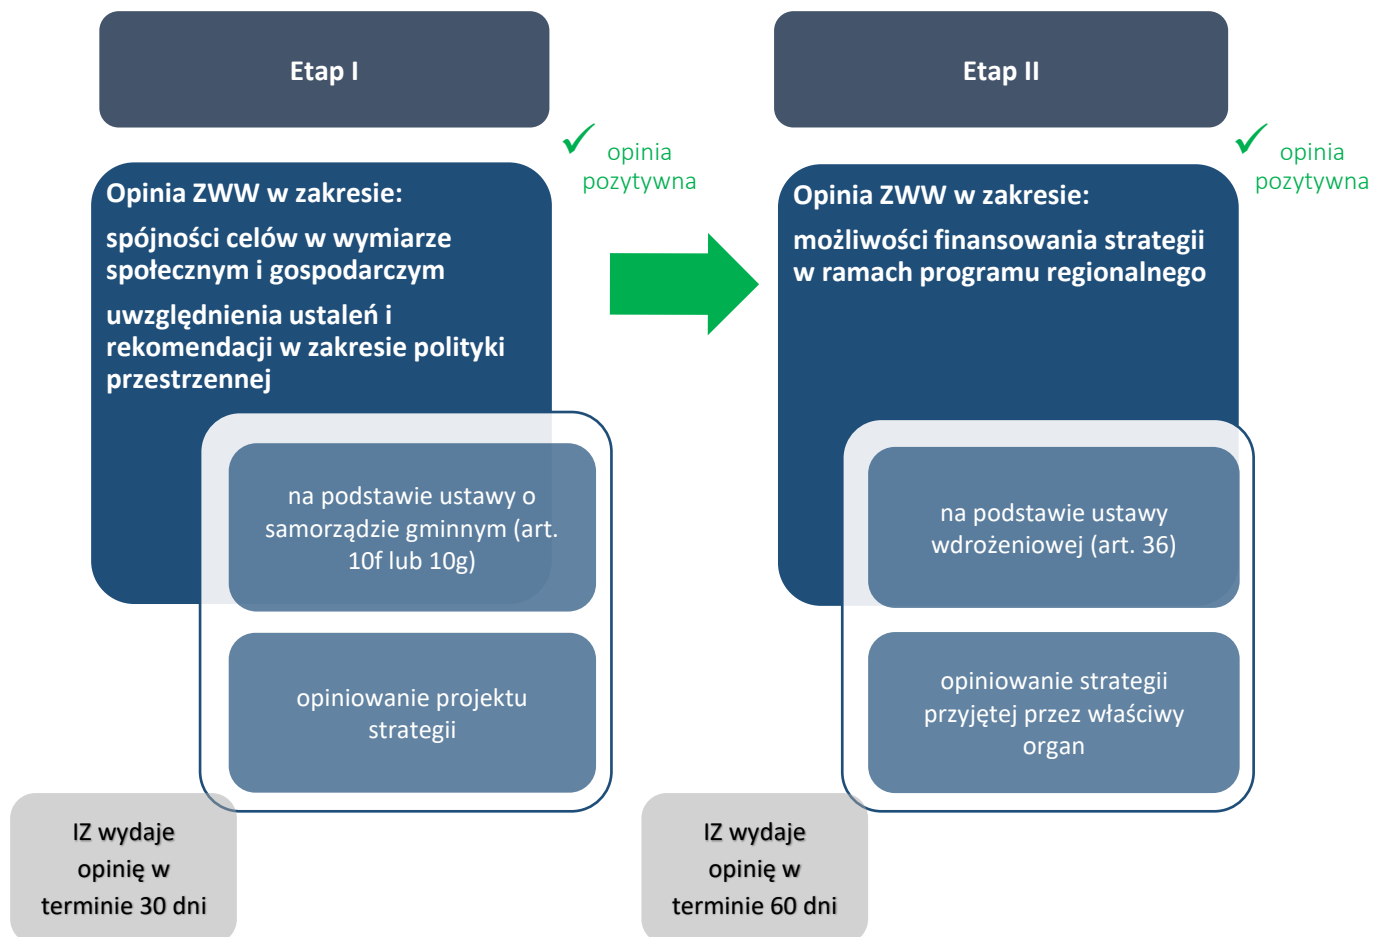 Etap I
✓ opinia
pozytywna
Opinia ZWW w zakresie:
spójności celów w wymiarze
społecznym i gospodarczym
uwzględnienia ustaleń i
rekomendacji w zakresie polityki
przestrzennej
na podstawie ustawy o
samorządzie gminnym (art.
10f lub 10g)
opiniowanie projektu
strategii
IZ wydaje
opinię w
terminie 30 dni
Etap II
✓ opinia
pozytywna
Opinia ZWW w zakresie:
możliwości finansowania strategii
w ramach programu regionalnego
na podstawie ustawy
wdrożeniowej (art. 36)
opiniowanie strategii
przyjętej przez właściwy
organ
IZ wydaje
opinię w
terminie 60 dni